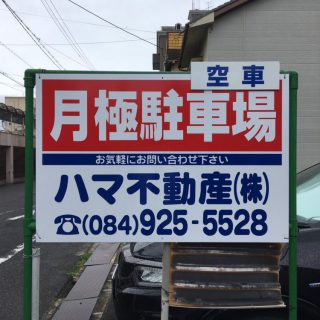 空車
月極駐車場
お気軽にお問い合わせ下さい
ハマ不動産(株)
☎(084)925-5528